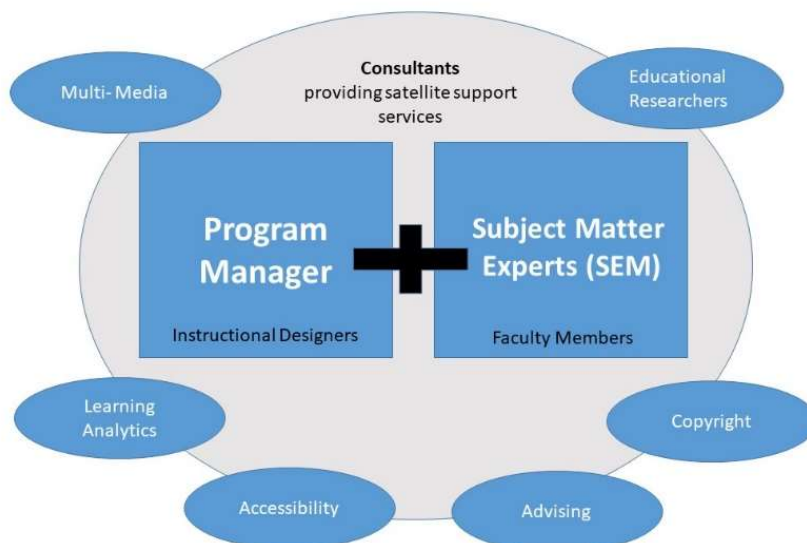 Consultants
providing satellite support
services
Multi- Media
Educational
Researchers
Program
Manager
Instructional Designers
Subject Matter
Experts (SEM)
Faculty Members
Learning
Analytics
Copyright
Accessibility
Advising